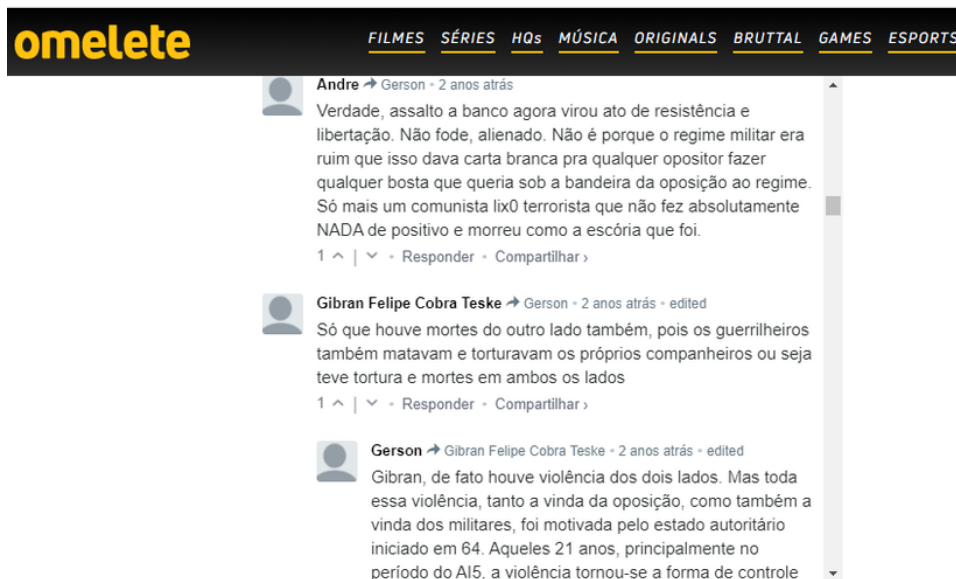 omelete
FILMES SÉRIES HQs MÚSICA ORIGINALS BRUTTAL GAMES ESPORTS
Andre Gerson • 2 anos atrás
Verdade, assalto a banco agora virou ato de resistência e
libertação. Não fode, alienado. Não é porque o regime militar era
ruim que isso dava carta branca pra qualquer opositor fazer
qualquer bosta que queria sob a bandeira da oposição ao regime.
Só mais um comunista lix0 terrorista que não fez absolutamente
NADA de positivo e morreu como a escória que foi.
1 • Responder • Compartilhar ›
Gibran Felipe Cobra Teske Gerson • 2 anos atrás • edited
Só que houve mortes do outro lado também, pois os guerrilheiros
também matavam e torturavam os próprios companheiros ou seja
teve tortura e mortes em ambos os lados
1 • Responder • Compartilhar ›
Gerson Gibran Felipe Cobra Teske • 2 anos atrás • edited
Gibran, de fato houve violência dos dois lados. Mas toda
essa violência, tanto a vinda da oposição, como também a
vinda dos militares, foi motivada pelo estado autoritário
iniciado em 64. Aqueles 21 anos, principalmente no
período do AI5, a violência tornou-se a forma de controle